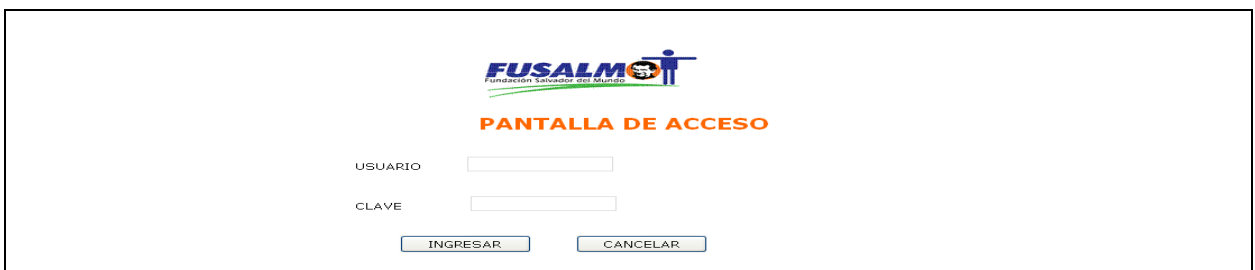 FUSALMO
Fundación Salvador del Mundo
PANTALLA DE ACCESO
USUARIO
CLAVE
INGRESAR CANCELAR